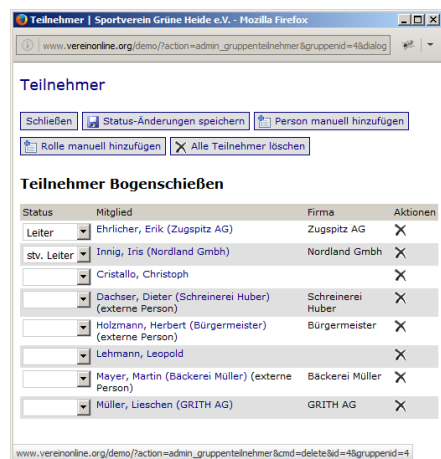 Teilnehmer | Sportverein Grüne Heide e.V. - Mozilla Firefox
www.vereinonline.org/demo/?action=admin_gruppenteilnehmer&gruppenid=4&dialog
Teilnehmer
Schließen Status-Änderungen speichern Person manuell hinzufügen
Rolle manuell hinzufügen Alle Teilnehmer löschen
Teilnehmer Bogenschießen
Status Mitglied Firma Aktionen
Leiter Ehrlicher, Erik (Zugspitz AG) Zugspitz AG
stv. Leiter Innig, Iris (Nordland Gmbh) Nordland Gmbh
Cristallo, Christoph
Dachser, Dieter (Schreinerei Huber) Schreinerei
(externe Person) Huber
Holzmann, Herbert (Bürgermeister) Bürgermeister
(externe Person)
Lehmann, Leopold
Mayer, Martin (Bäckerei Müller) (externe Bäckerei Müller
Person)
Müller, Lieschen (GRITH AG) GRITH AG
www.vereinonline.org/demo/?action=admin_gruppenteilnehmer&cmd=delete&id=4&gruppenid=4